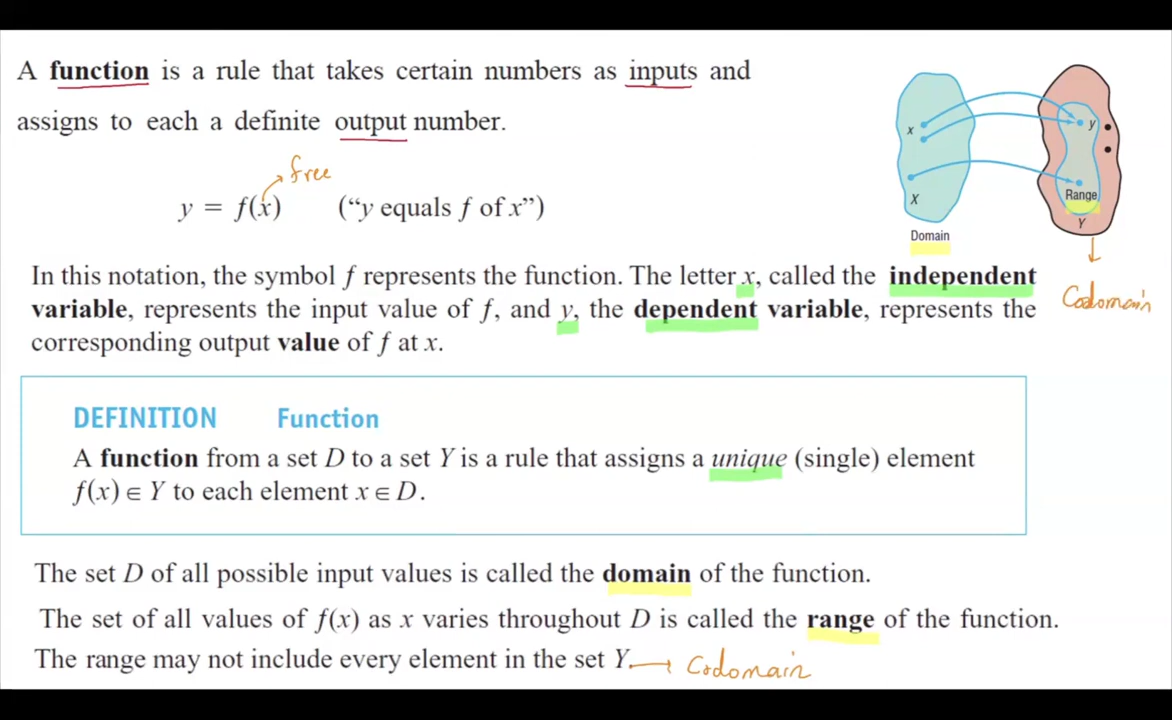 A function is a rule that takes certain numbers as inputs and
assigns to each a definite output number.
free
y = f(x) ("y equals f of x")
x
y
X
Range
Y
Domain
Codomain
In this notation, the symbol f represents the function. The letter x, called the independent
variable, represents the input value of f, and y, the dependent variable, represents the
corresponding output value of f at x.
DEFINITION Function
A function from a set D to a set Y is a rule that assigns a unique (single) element
f(x) ∈ Y to each element x ∈ D.
The set D of all possible input values is called the domain of the function.
The set of all values of f(x) as x varies throughout D is called the range of the function.
The range may not include every element in the set Y. → Codomain